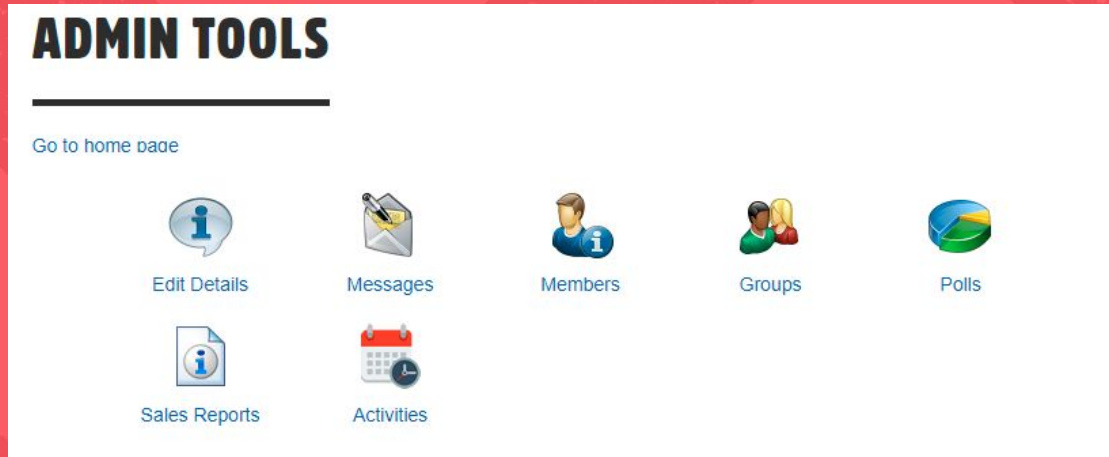 ADMIN TOOLS
Go to home page
Edit Details Messages Members Groups Polls
Sales Reports Activities